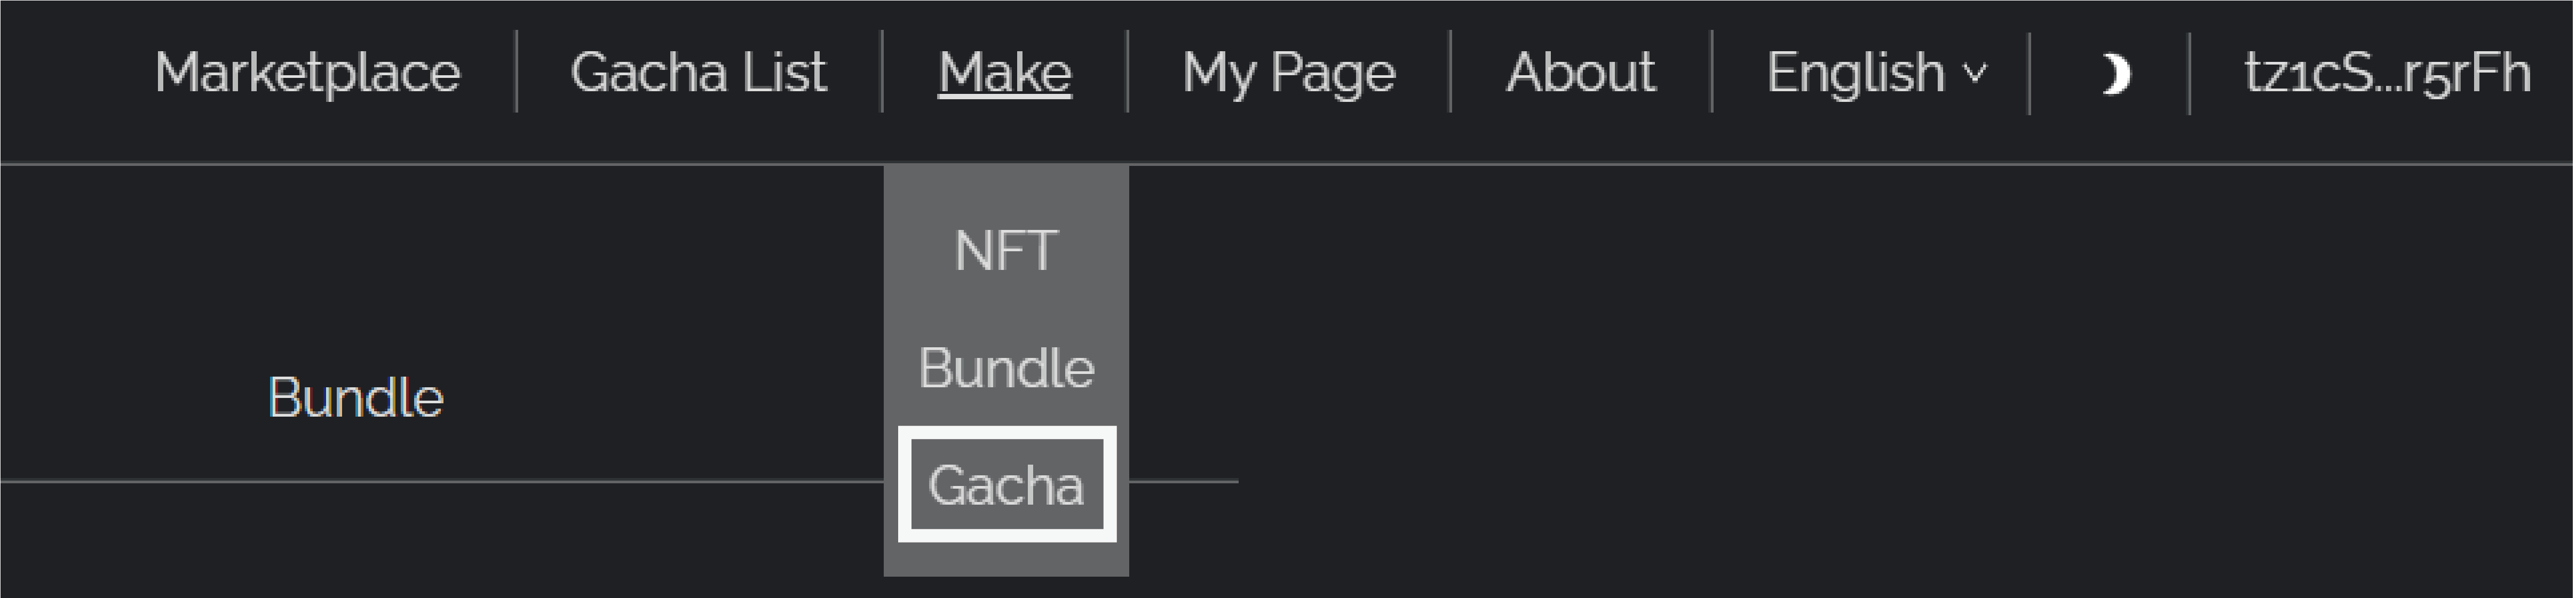 Marketplace Gacha List Make My Page About English tz1cS...r5rFh
NFT
Bundle
Bundle
Gacha